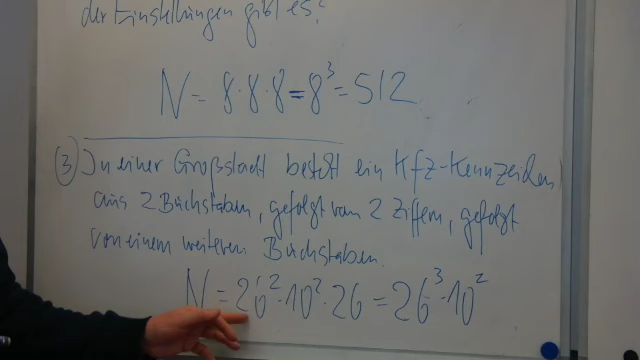 der Einstellungen gibt es?
N = 8 · 8 · 8 = 8³ = 512
(3) In einer Großstadt besteht ein Kfz-Kennzeichen
aus 2 Buchstaben, gefolgt von 2 Ziffern, gefolgt
von einem weiteren Buchstaben.
N = 26² · 10² · 26 = 26³ · 10²